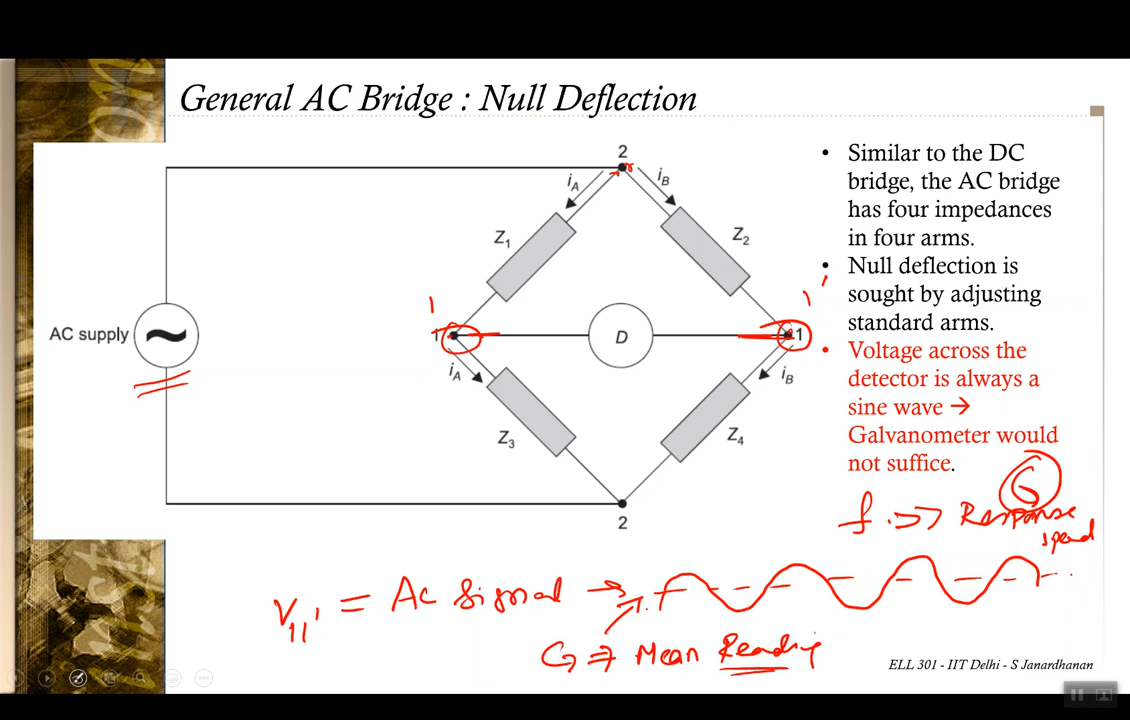 General AC Bridge : Null Deflection
2
iA
iB
Z1
Z2
1
1'
AC supply
1
D
1
iA
iB
Z3
Z4
2
• Similar to the DC
bridge, the AC bridge
has four impedances
in four arms.
• Null deflection is
sought by adjusting
standard arms.
• Voltage across the
detector is always a
sine wave →
Galvanometer would
not suffice.
G
f >> Response
speed
V11' = AC Signal →
G ⇒ Mean Reading
ELL 301 - IIT Delhi - S Janardhanan